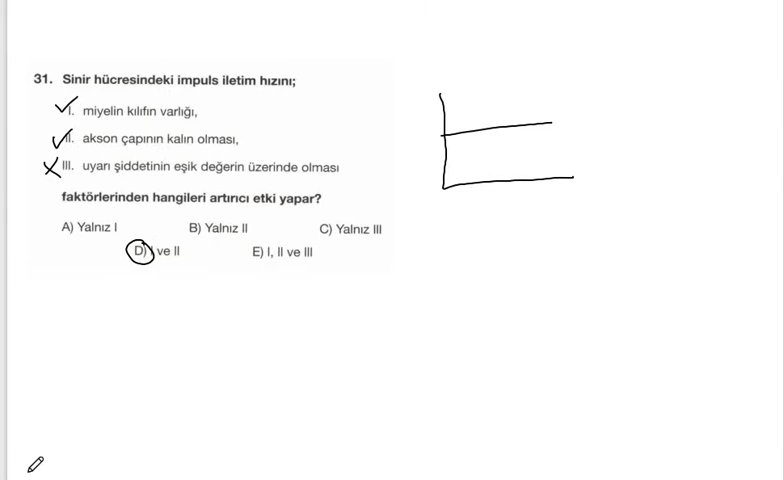 31. Sinir hücresindeki impuls iletim hızını;
I. miyelin kılıfın varlığı,
II. akson çapının kalın olması,
III. uyarı şiddetinin eşik değerin üzerinde olması
faktörlerinden hangileri artırıcı etki yapar?
A) Yalnız I B) Yalnız II C) Yalnız III
D) I ve II E) I, II ve III